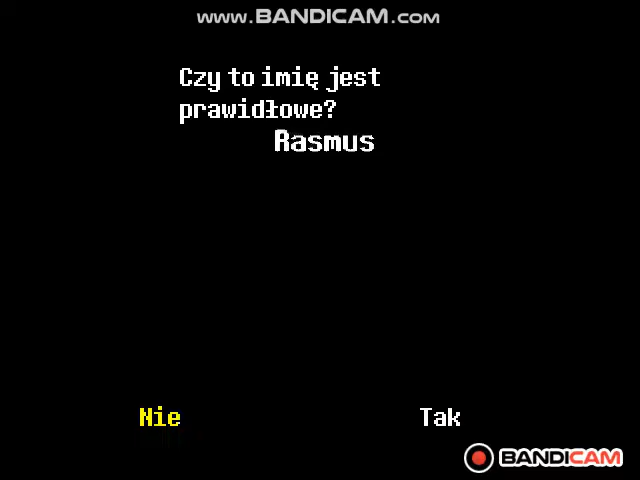 www.BANDICAM.com
Czy to imię jest
prawidłowe?
Rasmus
Nie
Tak
BANDICAM